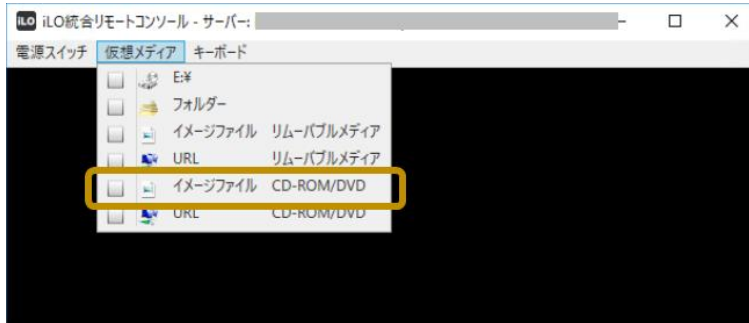 iLO iLO統合リモートコンソール - サーバー:
電源スイッチ 仮想メディア キーボード
E:¥
フォルダー
イメージファイル リムーバブルメディア
URL リムーバブルメディア
イメージファイル CD-ROM/DVD
URL CD-ROM/DVD